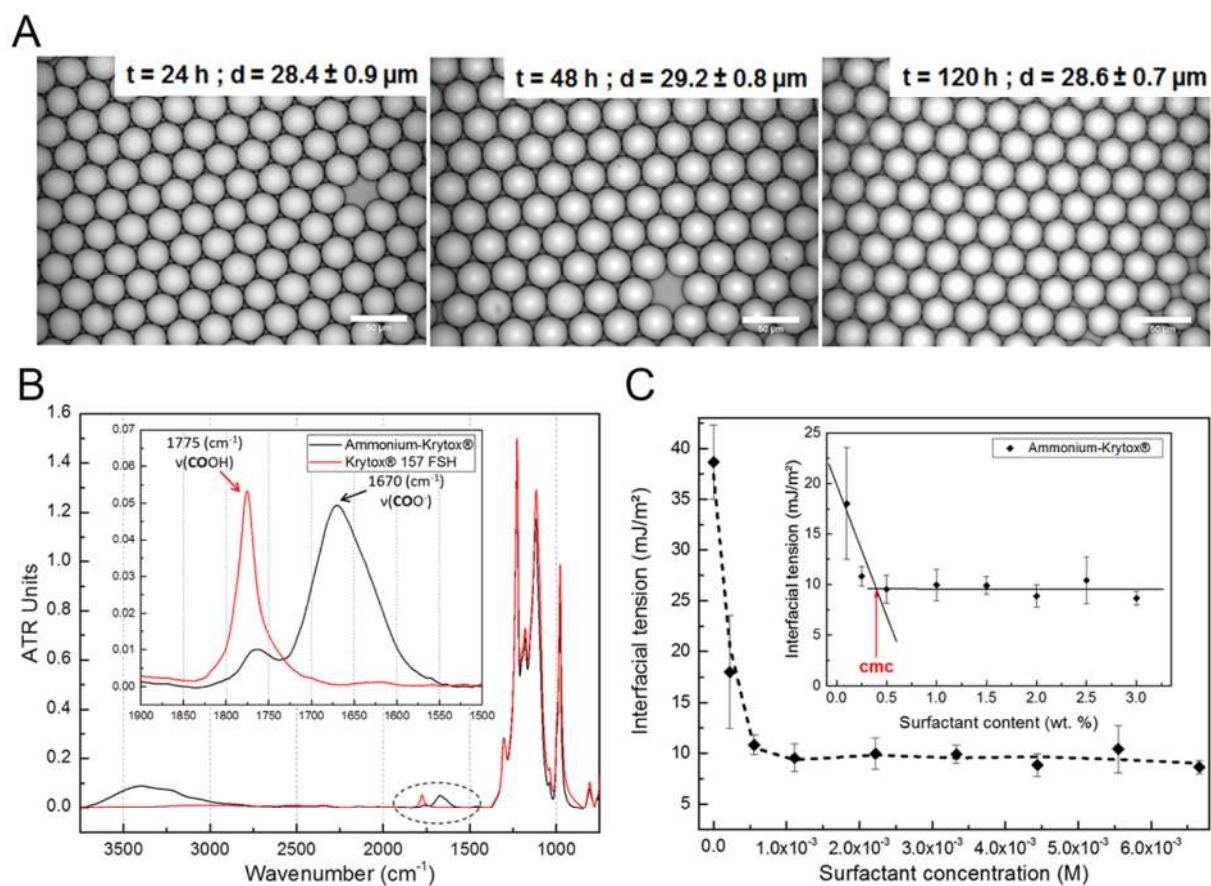 A
t = 24 h ; d = 28.4 ± 0.9 µm
t = 48 h ; d = 29.2 ± 0.8 µm
t = 120 h ; d = 28.6 ± 0.7 µm
50 µm
50 µm
50 µm
B
1.6
1.4
1.2
1.0
0.8
0.6
0.4
0.2
0.0
ATR Units
3750
3500
3250
3000
2750
2500
2250
2000
1750
1500
1250
1000
Wavenumber (cm⁻¹)
0.07
0.06
0.05
0.04
0.03
0.02
0.01
0.00
1900
1850
1800
1750
1700
1650
1600
1550
1500
1775 (cm⁻¹)
ν(COOH)
Ammonium-Krytox®
Krytox® 157 FSH
1670 (cm⁻¹)
ν(COO⁻)
C
40
35
30
25
20
15
10
5
Interfacial tension (mJ/m²)
0.0
1.0x10⁻³
2.0x10⁻³
3.0x10⁻³
4.0x10⁻³
5.0x10⁻³
6.0x10⁻³
Surfactant concentration (M)
25
20
15
10
5
0
Interfacial tension (mJ/m²)
Ammonium-Krytox®
cmc
0.0
0.5
1.0
1.5
2.0
2.5
3.0
Surfactant content (wt. %)